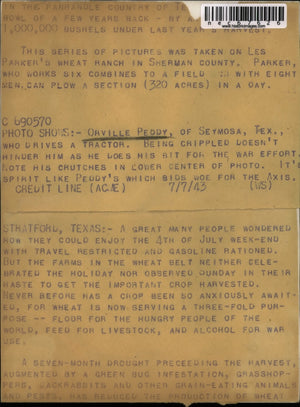 IN THE PANHANDLE COUNTRY OF
BOWL OF A FEW YEARS BACK - BY A
1,000,000 BUSHELS UNDER LAST YEAR'S HARVEST.
THIS SERIES OF PICTURES WAS TAKEN ON LES
PARKER'S WHEAT RANCH IN SHERMAN COUNTY. PARKER,
WHO WORKS SIX COMBINES TO A FIELD WITH EIGHT
MEN CAN PLOW A SECTION (320 ACRES) IN A DAY.
C 690570
PHOTO SHOWS:- ORVILLE PEDDY, OF SEYMOSA, TEX.,
WHO DRIVES A TRACTOR. BEING CRIPPLED DOESN'T
HINDER HIM AS HE DOES HIS BIT FOR THE WAR EFFORT.
NOTE HIS CRUTCHES IN LOWER CENTER OF PHOTO. IT'S
SPIRIT LIKE PEDDY'S WHICH BIDS WOE FOR THE AXIS.
CREDIT LINE (ACME) 7/7/43 (WS)
STRATFORD, TEXAS:- A GREAT MANY PEOPLE WONDERED
HOW THEY COULD ENJOY THE 4TH OF JULY WEEK-END
WITH TRAVEL RESTRICTED AND GASOLINE RATIONED.
BUT THE FARMS IN THE WHEAT BELT NEITHER CELE-
BRATED THE HOLIDAY NOR OBSERVED SUNDAY IN THEIR
HASTE TO GET THE IMPORTANT CROP HARVESTED.
NEVER BEFORE HAS A CROP BEEN SO ANXIOUSLY AWAIT-
ED, FOR WHEAT IS NOW SERVING A THREE-FOLD PUR-
POSE -- FLOOR FOR THE HUNGRY PEOPLE OF THE
WORLD, FEED FOR LIVESTOCK, AND ALCOHOL FOR WAR
USE.
A SEVEN-MONTH DROUGHT PRECEEDING THE HARVEST,
AUGMENTED BY A GREEN BUG INFESTATION, GRASSHOP-
PERS, JACKRABBITS AND OTHER GRAIN-EATING ANIMALS
AND PESTS, HAS REDUCED THE PRODUCTION OF WHEAT